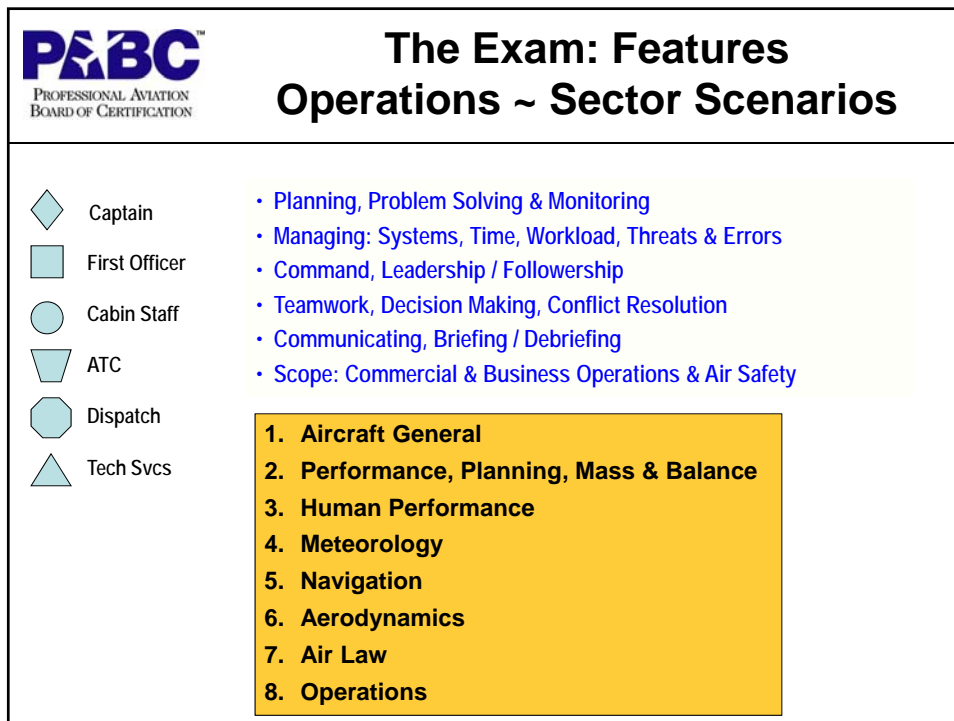 PABC™
PROFESSIONAL AVIATION
BOARD OF CERTIFICATION
The Exam: Features
Operations ~ Sector Scenarios
Captain
First Officer
Cabin Staff
ATC
Dispatch
Tech Svcs
• Planning, Problem Solving & Monitoring
• Managing: Systems, Time, Workload, Threats & Errors
• Command, Leadership / Followership
• Teamwork, Decision Making, Conflict Resolution
• Communicating, Briefing / Debriefing
• Scope: Commercial & Business Operations & Air Safety
1. Aircraft General
2. Performance, Planning, Mass & Balance
3. Human Performance
4. Meteorology
5. Navigation
6. Aerodynamics
7. Air Law
8. Operations